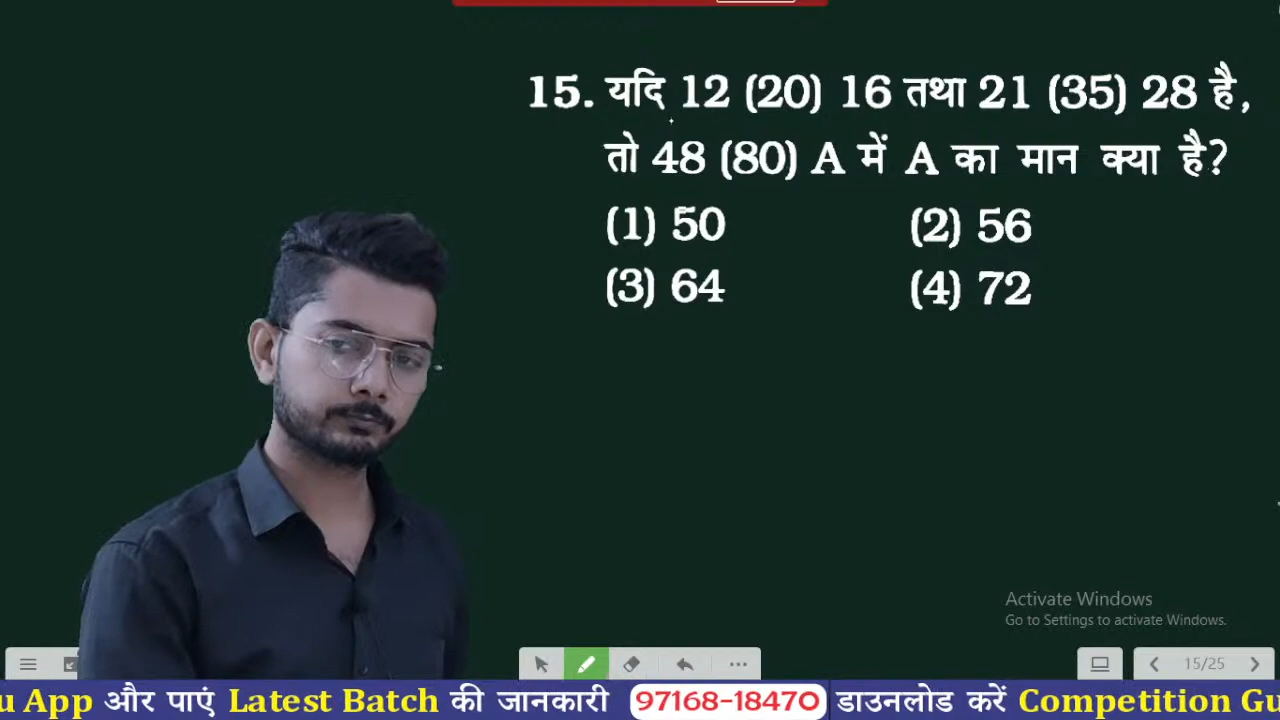 15. यदि 12 (20) 16 तथा 21 (35) 28 है,
तो 48 (80) A में A का मान क्या है?
(1) 50 (2) 56
(3) 64 (4) 72
Activate Windows
Go to Settings to activate Windows.
15/25
u App और पाएं Latest Batch की जानकारी 97168-18470 डाउनलोड करें Competition Gu